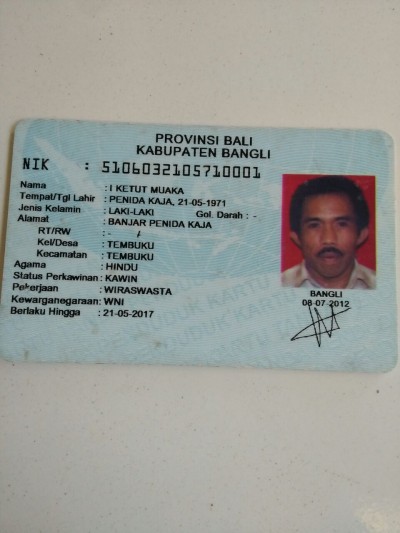 PROVINSI BALI
KABUPATEN BANGLI
NIK : 5106032105710001
Nama : I KETUT MUAKA
Tempat/Tgl Lahir : PENIDA KAJA, 21-05-1971
Jenis Kelamin : LAKI-LAKI Gol. Darah : -
Alamat : BANJAR PENIDA KAJA
RT/RW : - /
Kel/Desa : TEMBUKU
Kecamatan : TEMBUKU
Agama : HINDU
Status Perkawinan: KAWIN
Pekerjaan : WIRASWASTA
Kewarganegaraan: WNI
Berlaku Hingga : 21-05-2017
BANGLI
08-07-2012